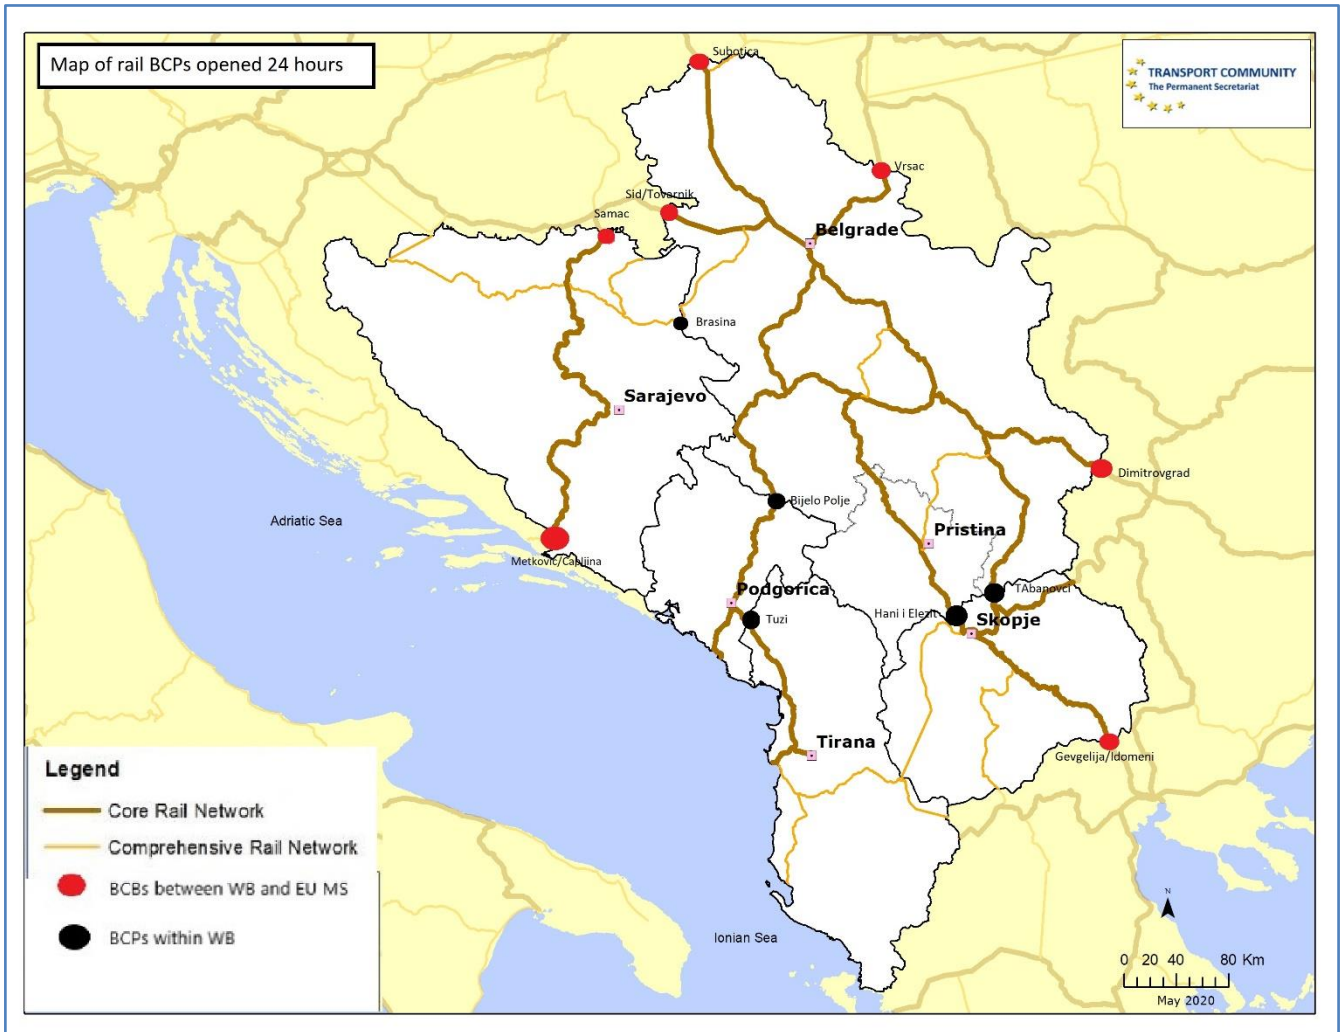 Map of rail BCPs opened 24 hours
TRANSPORT COMMUNITY
The Permanent Secretariat
Subotica
Vrsac
Sid/Tovarnik
Samac
Belgrade
Brasina
Sarajevo
Dimitrovgrad
Bijelo Polje
Adriatic Sea
Pristina
Metkovic/Capljina
Podgorica
TAbanovci
Hani i Elezit
Tuzi
Skopje
Tirana
Gevgelija/Idomeni
Legend
Core Rail Network
Comprehensive Rail Network
BCBs between WB and EU MS
BCPs within WB
Ionian Sea
N
0 20 40 80 Km
May 2020